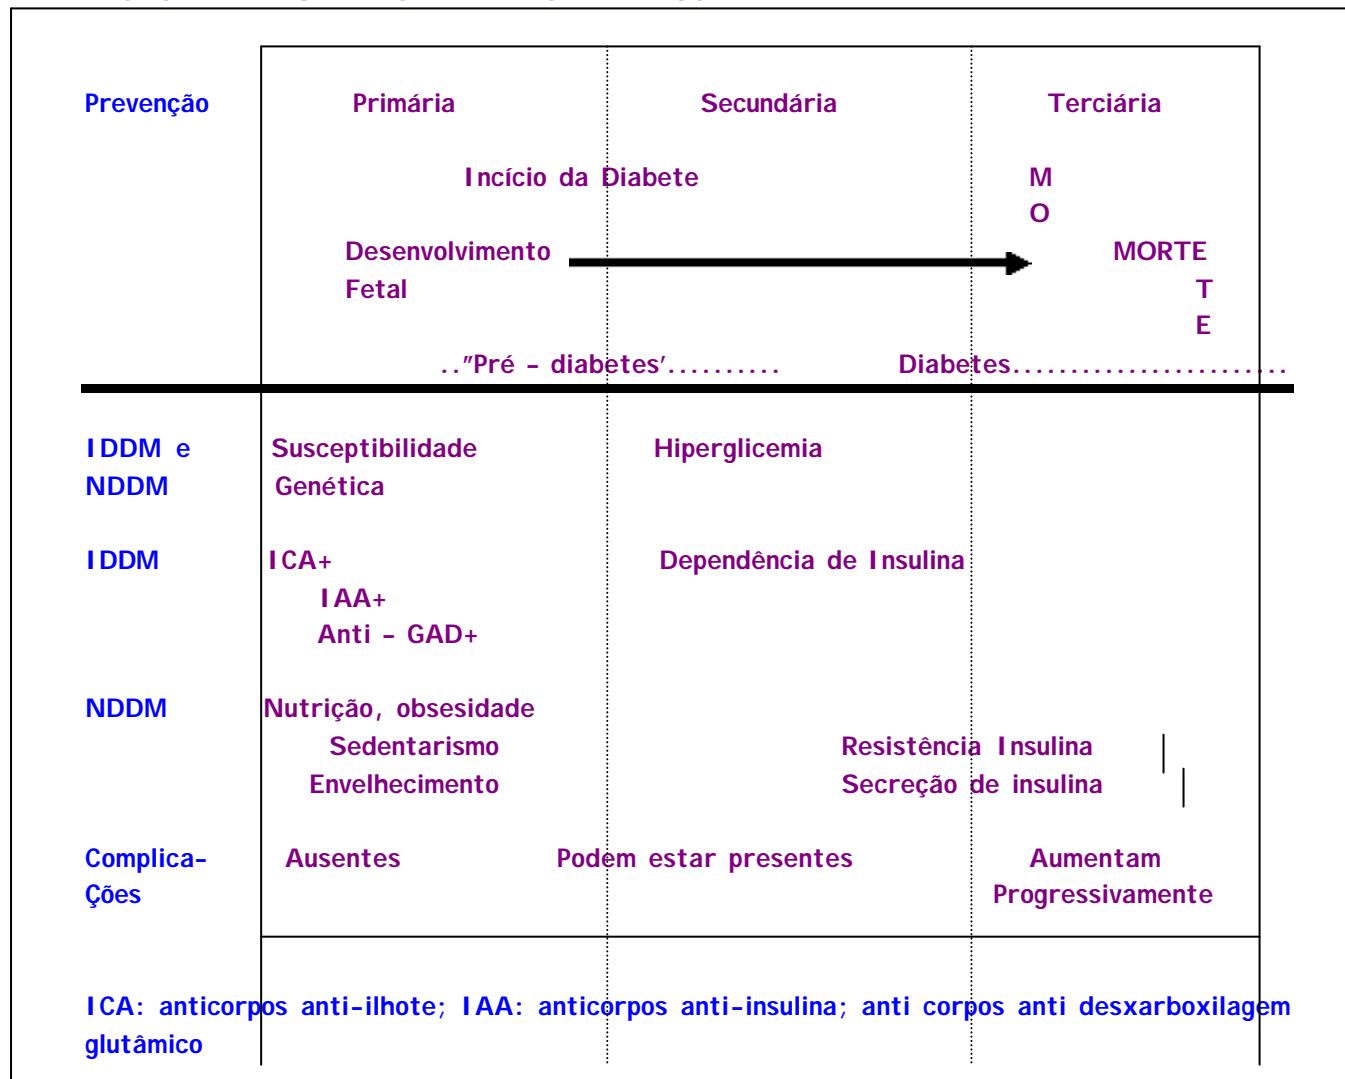 Prevenção Primária Secundária Terciária
Incício da Diabete M
O
Desenvolvimento MORTE
Fetal T
E
.."Pré - diabetes'.......... Diabetes........................
IDDM e Susceptibilidade Hiperglicemia
NDDM Genética
IDDM ICA+ Dependência de Insulina
IAA+
Anti - GAD+
NDDM Nutrição, obsesidade
Sedentarismo Resisténcia Insulina
Envelhecimento Secreção de insulina
Complica- Ausentes Podem estar presentes Aumentam
Ções Progressivamente
ICA: anticorpos anti-ilhote; IAA: anticorpos anti-insulina; anti corpos anti desxarboxilagem
glutâmico